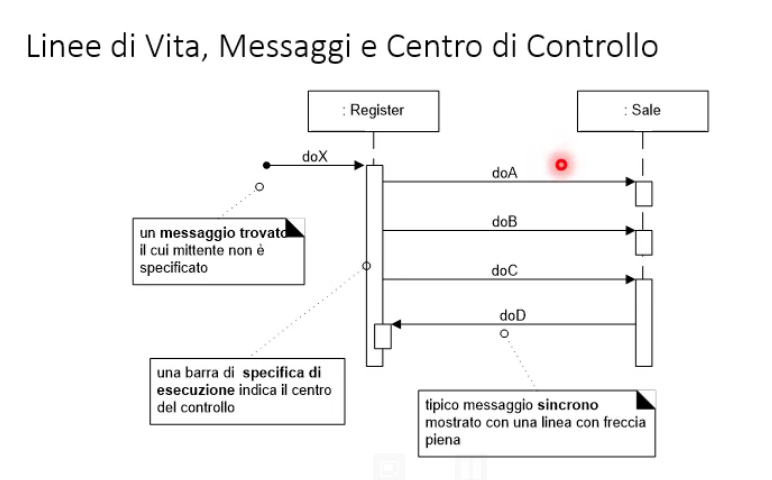 Linee di Vita, Messaggi e Centro di Controllo
: Register
: Sale
doX
doA
doB
doC
doD
un messaggio trovato
il cui mittente non è
specificato
una barra di specifica di
esecuzione indica il centro
del controllo
tipico messaggio sincrono
mostrato con una linea con freccia
piena